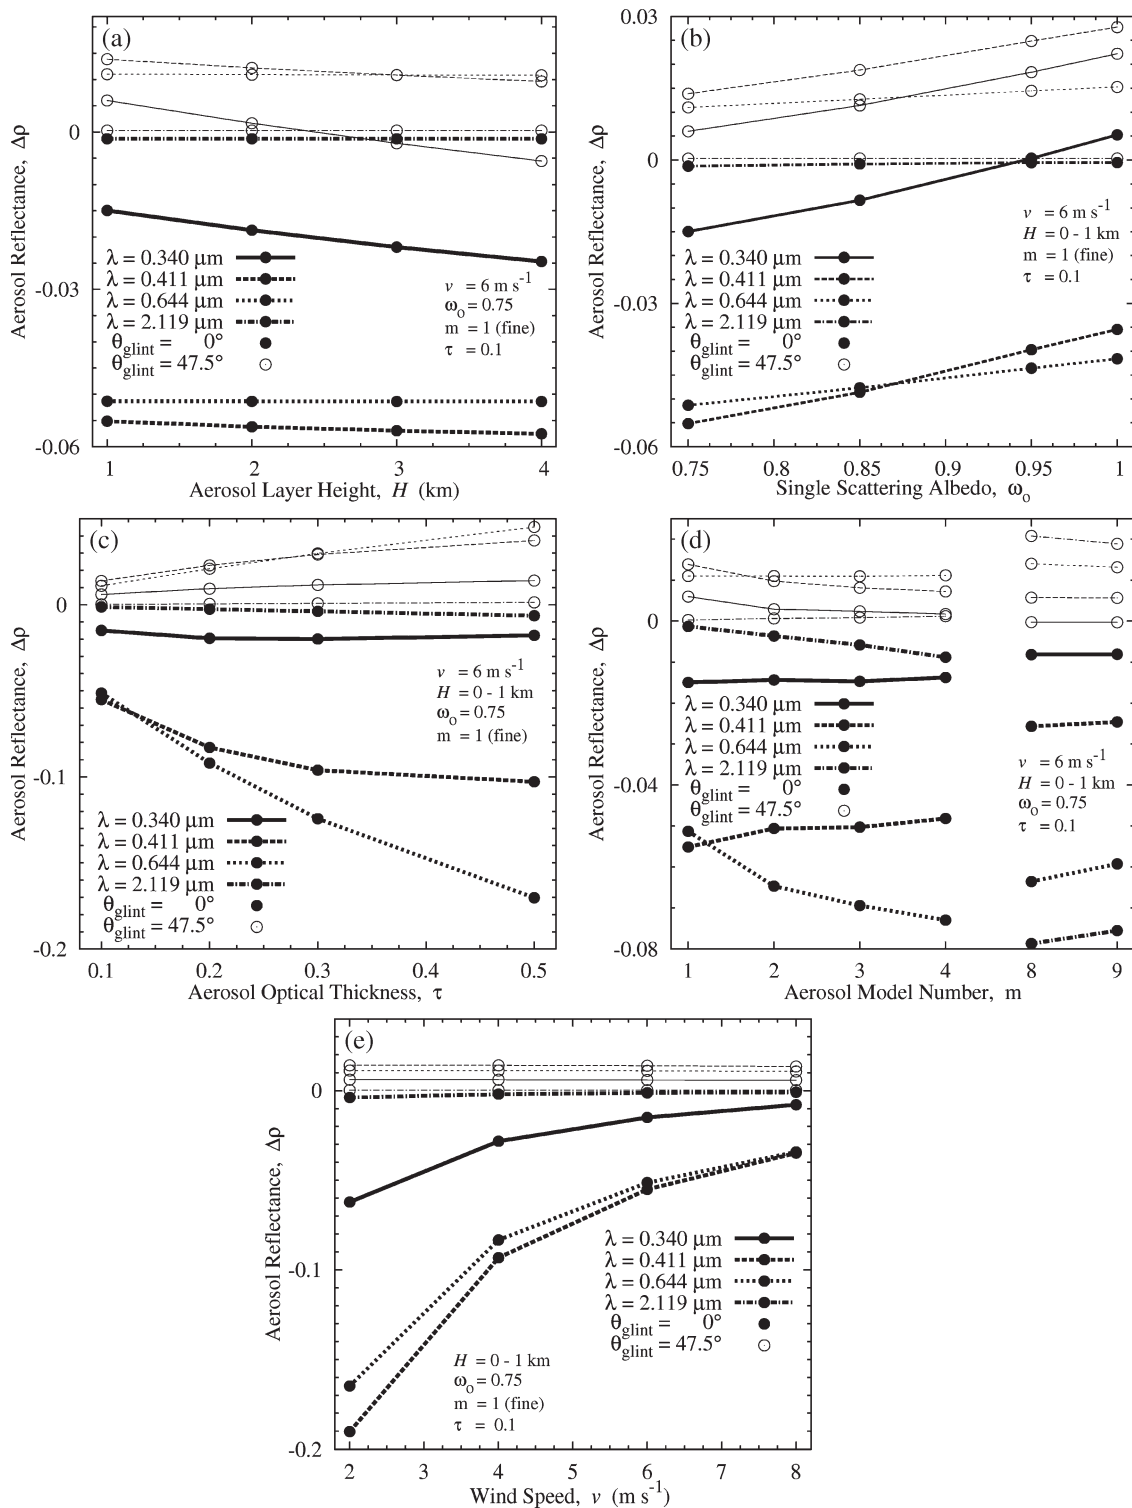 (a)
0
-0.03
-0.06
Aerosol Reflectance, Δρ
λ = 0.340 μm
λ = 0.411 μm
λ = 0.644 μm
λ = 2.119 μm
θglint = 0°
θglint = 47.5°
v = 6 m s-1
ωo = 0.75
m = 1 (fine)
τ = 0.1
1 2 3 4
Aerosol Layer Height, H (km)
(b)
0.03
0
-0.03
-0.06
Aerosol Reflectance, Δρ
v = 6 m s-1
H = 0 - 1 km
m = 1 (fine)
τ = 0.1
λ = 0.340 μm
λ = 0.411 μm
λ = 0.644 μm
λ = 2.119 μm
θglint = 0°
θglint = 47.5°
0.75 0.8 0.85 0.9 0.95 1
Single Scattering Albedo, ωo
(c)
0
-0.1
-0.2
Aerosol Reflectance, Δρ
v = 6 m s-1
H = 0 - 1 km
ωo = 0.75
m = 1 (fine)
λ = 0.340 μm
λ = 0.411 μm
λ = 0.644 μm
λ = 2.119 μm
θglint = 0°
θglint = 47.5°
0.1 0.2 0.3 0.4 0.5
Aerosol Optical Thickness, τ
(d)
0
-0.04
-0.08
Aerosol Reflectance, Δρ
λ = 0.340 μm
λ = 0.411 μm
λ = 0.644 μm
λ = 2.119 μm
θglint = 0°
θglint = 47.5°
v = 6 m s-1
H = 0 - 1 km
ωo = 0.75
τ = 0.1
1 2 3 4 8 9
Aerosol Model Number, m
(e)
0
-0.1
-0.2
Aerosol Reflectance, Δρ
λ = 0.340 μm
λ = 0.411 μm
λ = 0.644 μm
λ = 2.119 μm
θglint = 0°
θglint = 47.5°
H = 0 - 1 km
ωo = 0.75
m = 1 (fine)
τ = 0.1
2 3 4 5 6 7 8
Wind Speed, v (m s-1)